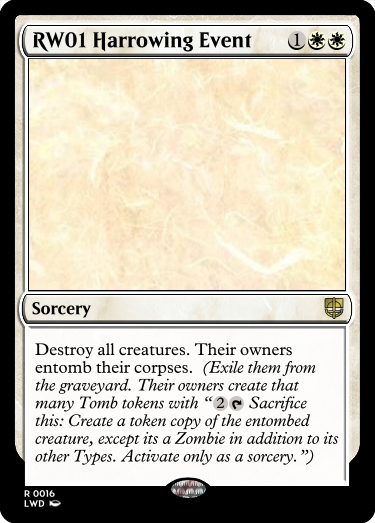 RW01 Harrowing Event 1
Sorcery
Destroy all creatures. Their owners
entomb their corpses. (Exile them from
the graveyard. Their owners create that
many Tomb tokens with “2 Sacrifice
this: Create a token copy of the entombed
creature, except its a Zombie in addition to its
other Types. Activate only as a sorcery.”)
R 0016
LWD